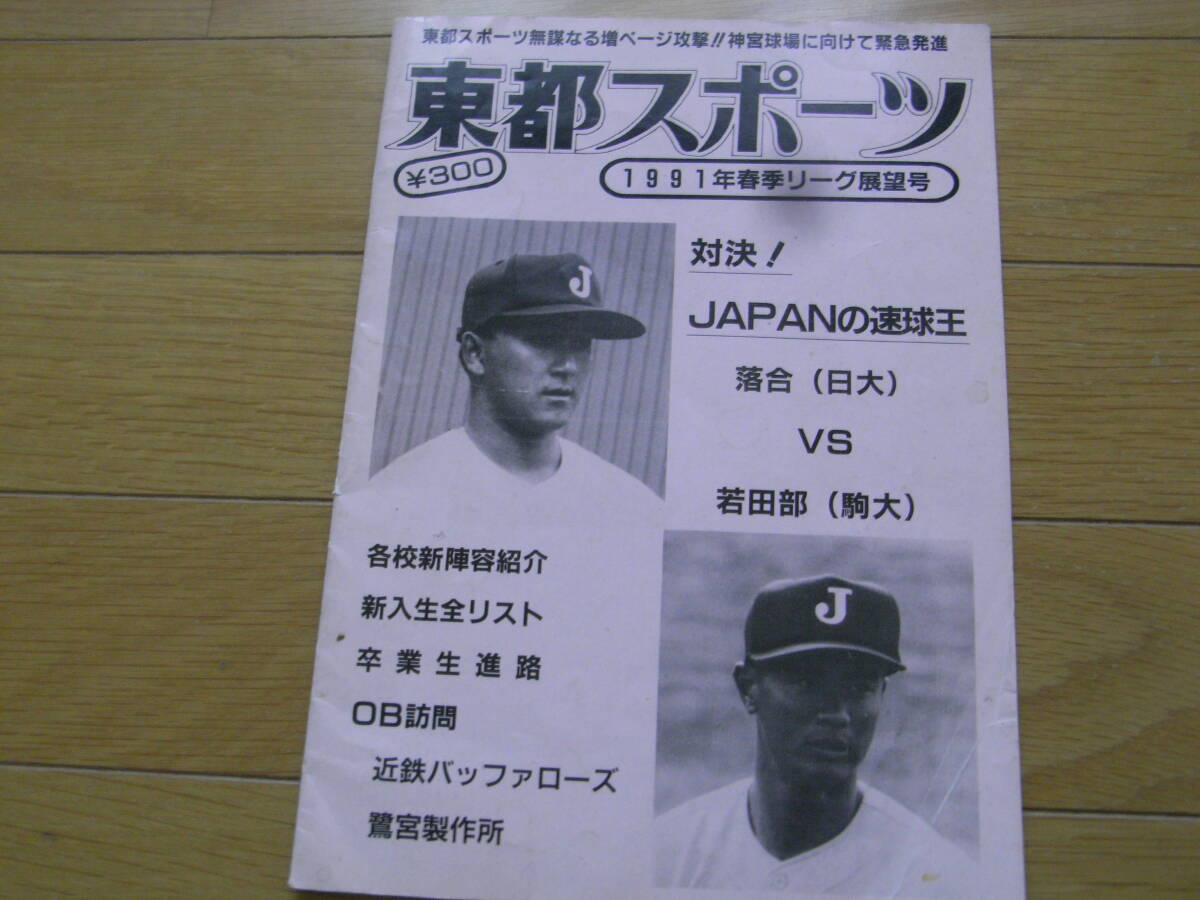 東都スポーツ無謀なる増ページ攻撃!!神宮球場に向けて緊急発進
東都スポーツ
¥300
1991年春季リーグ展望号
対決!
JAPANの速球王
落合(日大)
VS
若田部(駒大)
J
各校新陣容紹介
新入生全リスト
卒業生進路
OB訪問
近鉄バッファローズ
鷺宮製作所
J